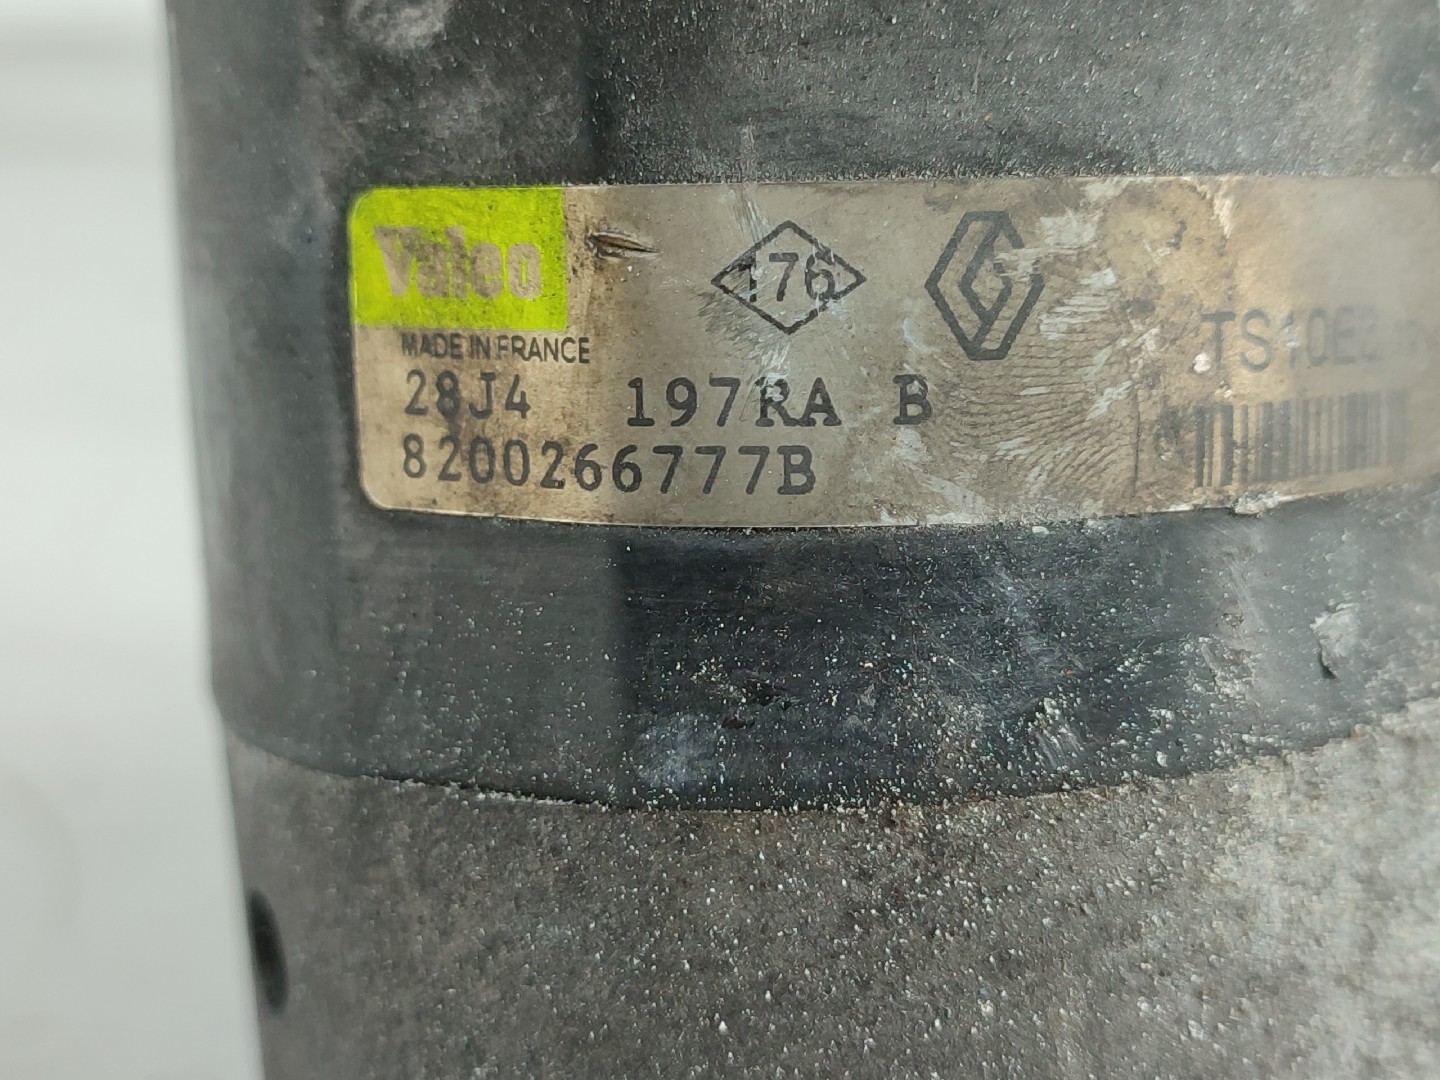 Valeo
176
MADE IN FRANCE
28J4 197RA B
8200266777B